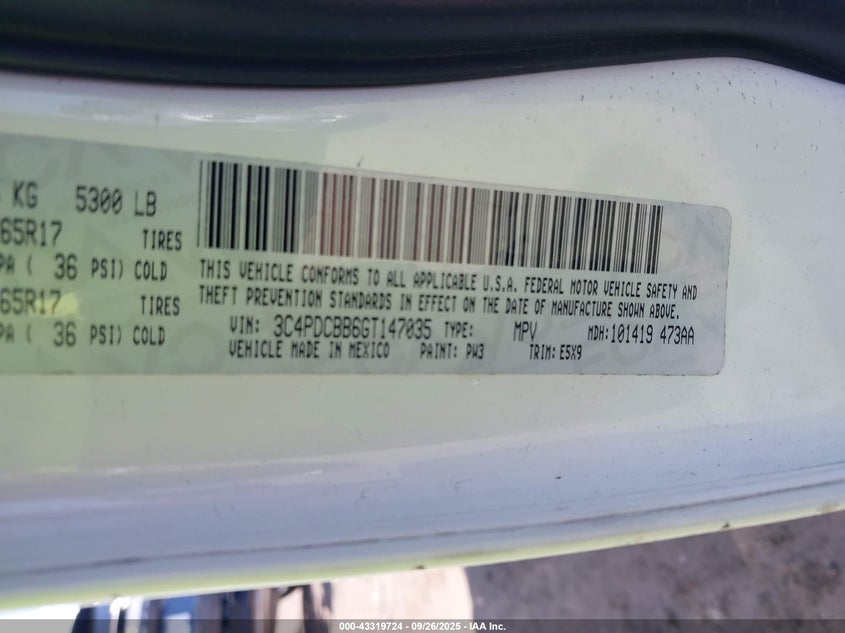 KG 5300 LB
65R17 TIRES
PA ( 36 PSI) COLD
65R17 TIRES
PA ( 36 PSI) COLD
THIS VEHICLE CONFORMS TO ALL APPLICABLE U.S.A. FEDERAL MOTOR VEHICLE SAFETY AND
THEFT PREVENTION STANDARDS IN EFFECT ON THE DATE OF MANUFACTURE SHOWN ABOVE.
VIN: 3C4PDCBB6GT147035 TYPE: MPV MDH:101419 473AA
VEHICLE MADE IN MEXICO PAINT: PW3 TRIM: E5X9
000-43319724 - 09/26/2025 - IAA Inc.